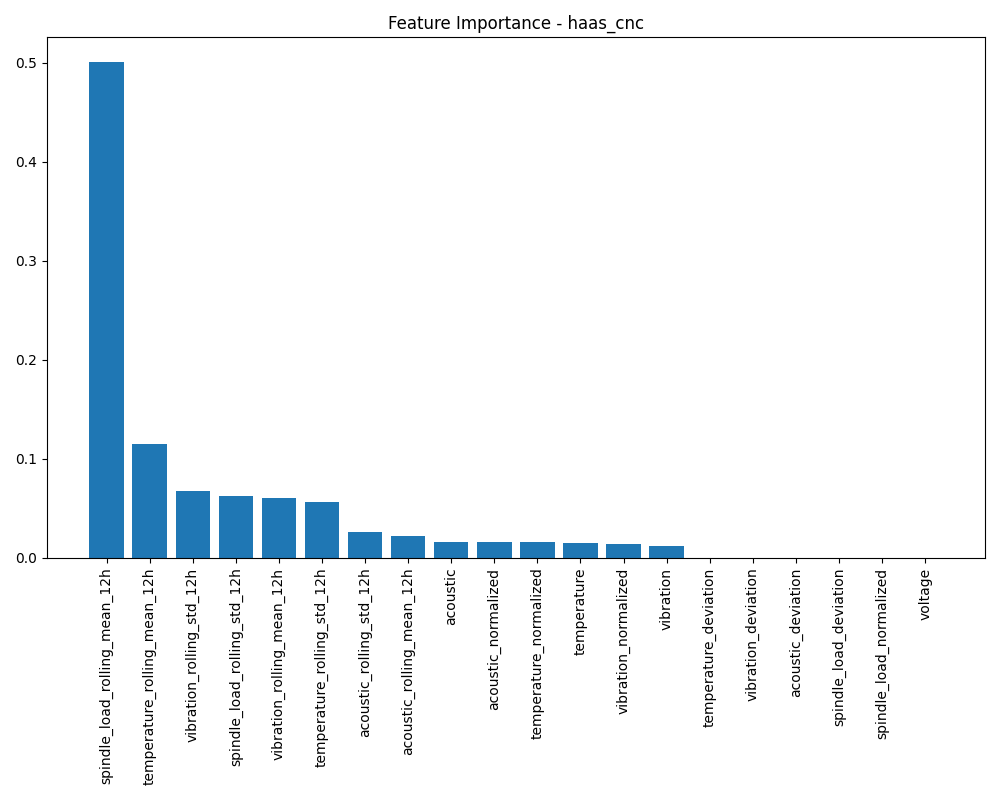 Feature Importance - haas_cnc
0.5
0.4
0.3
0.2
0.1
0.0
spindle_load_rolling_mean_12h
temperature_rolling_mean_12h
vibration_rolling_std_12h
spindle_load_rolling_std_12h
vibration_rolling_mean_12h
temperature_rolling_std_12h
acoustic_rolling_std_12h
acoustic_rolling_mean_12h
acoustic
acoustic_normalized
temperature_normalized
temperature
vibration_normalized
vibration
temperature_deviation
vibration_deviation
acoustic_deviation
spindle_load_deviation
spindle_load_normalized
voltage